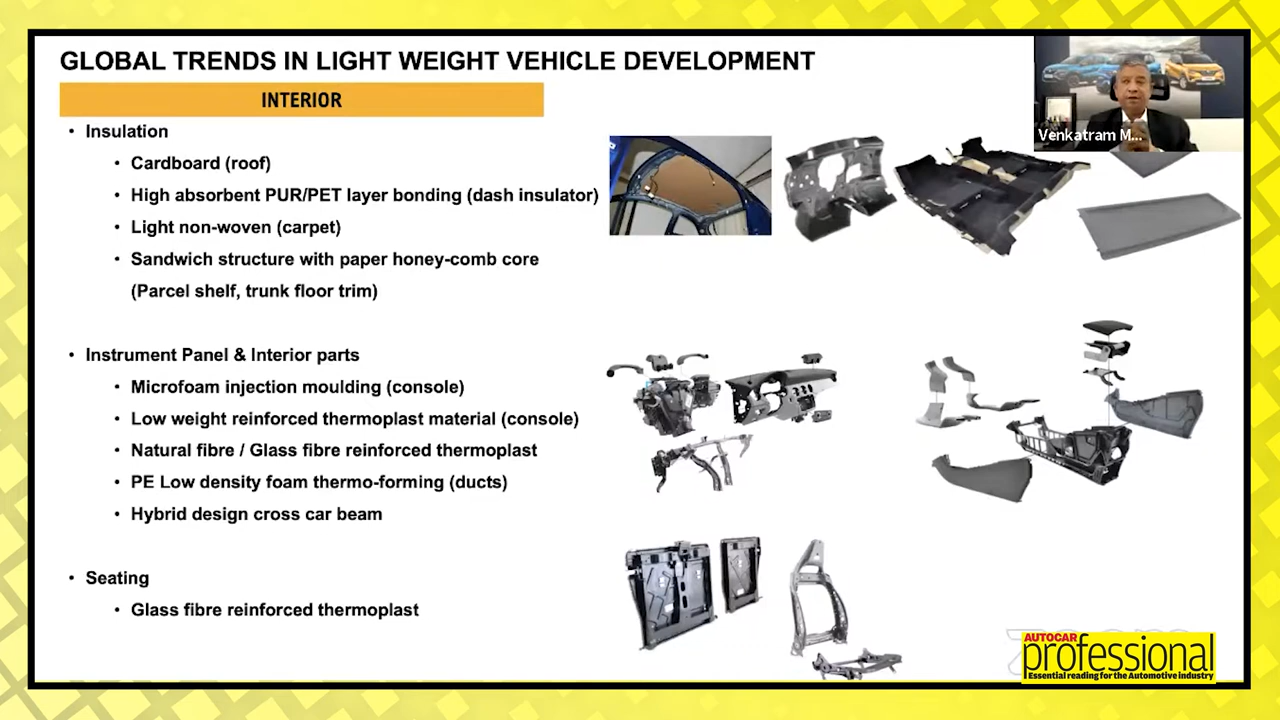 GLOBAL TRENDS IN LIGHT WEIGHT VEHICLE DEVELOPMENT
INTERIOR
• Insulation
• Cardboard (roof)
• High absorbent PUR/PET layer bonding (dash insulator)
• Light non-woven (carpet)
• Sandwich structure with paper honey-comb core
(Parcel shelf, trunk floor trim)
• Instrument Panel & Interior parts
• Microfoam injection moulding (console)
• Low weight reinforced thermoplast material (console)
• Natural fibre / Glass fibre reinforced thermoplast
• PE Low density foam thermo-forming (ducts)
• Hybrid design cross car beam
• Seating
• Glass fibre reinforced thermoplast
Venkatram M...
AUTOCAR
professional
Essential reading for the Automotive industry